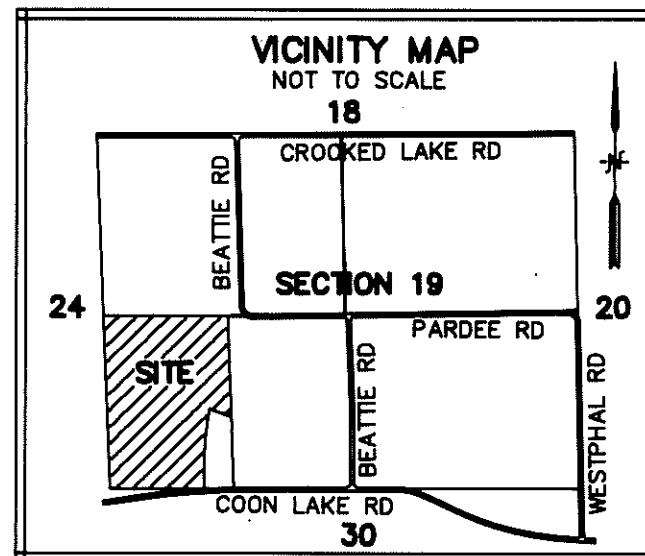 VICINITY MAP
NOT TO SCALE
18
CROOKED LAKE RD
BEATTIE RD
SECTION 19
24
20
PARDEE RD
SITE
BEATTIE RD
WESTPHAL RD
COON LAKE RD
30